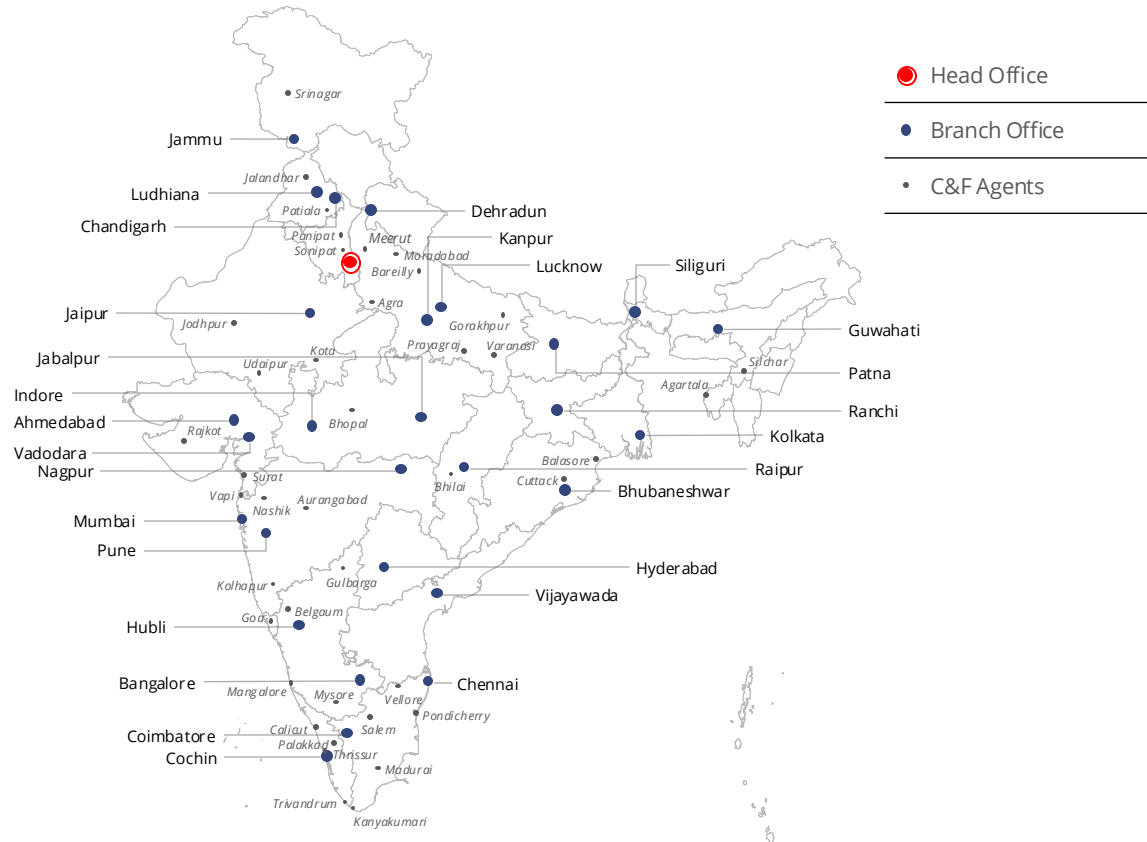 Head Office
Branch Office
C&F Agents
Srinagar
Jammu
Jalandhar
Ludhiana
Patiala
Chandigarh
Dehradun
Panipat
Meerut
Kanpur
Sonipat
Moradabad
Bareilly
Lucknow
Siliguri
Agra
Jaipur
Jodhpur
Gorakhpur
Guwahati
Prayagraj
Varanasi
Kota
Jabalpur
Udaipur
Silchar
Patna
Agartala
Indore
Ahmedabad
Rajkot
Bhopal
Ranchi
Kolkata
Vadodara
Nagpur
Balasore
Raipur
Surat
Bhilai
Cuttack
Bhubaneshwar
Vapi
Nashik
Aurangabad
Mumbai
Pune
Hyderabad
Kolhapur
Gulbarga
Vijayawada
Goa
Belgaum
Hubli
Bangalore
Mangalore
Mysore
Vellore
Chennai
Pondicherry
Calicut
Salem
Coimbatore
Palakkad
Thrissur
Cochin
Madurai
Trivandrum
Kanyakumari